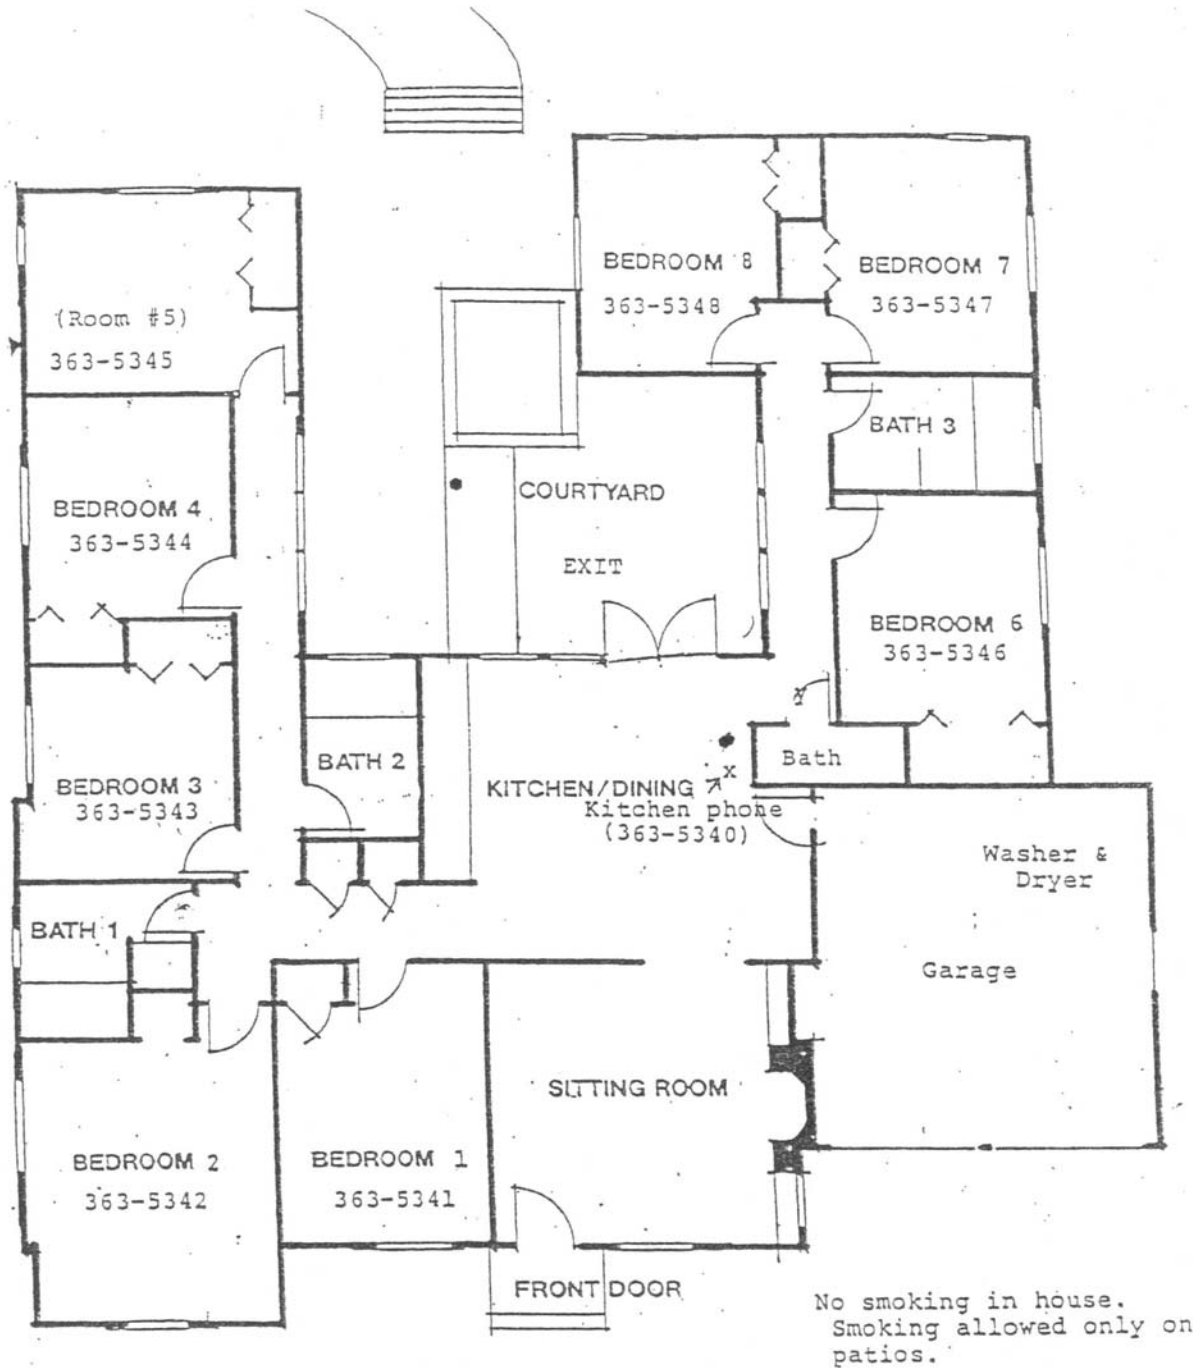 BEDROOM 8
363-5348
BEDROOM 7
363-5347
(Room #5)
363-5345
BATH 3
BEDROOM 4
363-5344
COURTYARD
EXIT
BEDROOM 6
363-5346
BATH 2
Bath
BEDROOM 3
363-5343
KITCHEN/DINING
x
Kitchen phone
(363-5340)
Washer &
Dryer
BATH 1
x
Garage
SITTING ROOM
BEDROOM 2
363-5342
BEDROOM 1
363-5341
FRONT DOOR
No smoking in house.
Smoking allowed only on
patios.